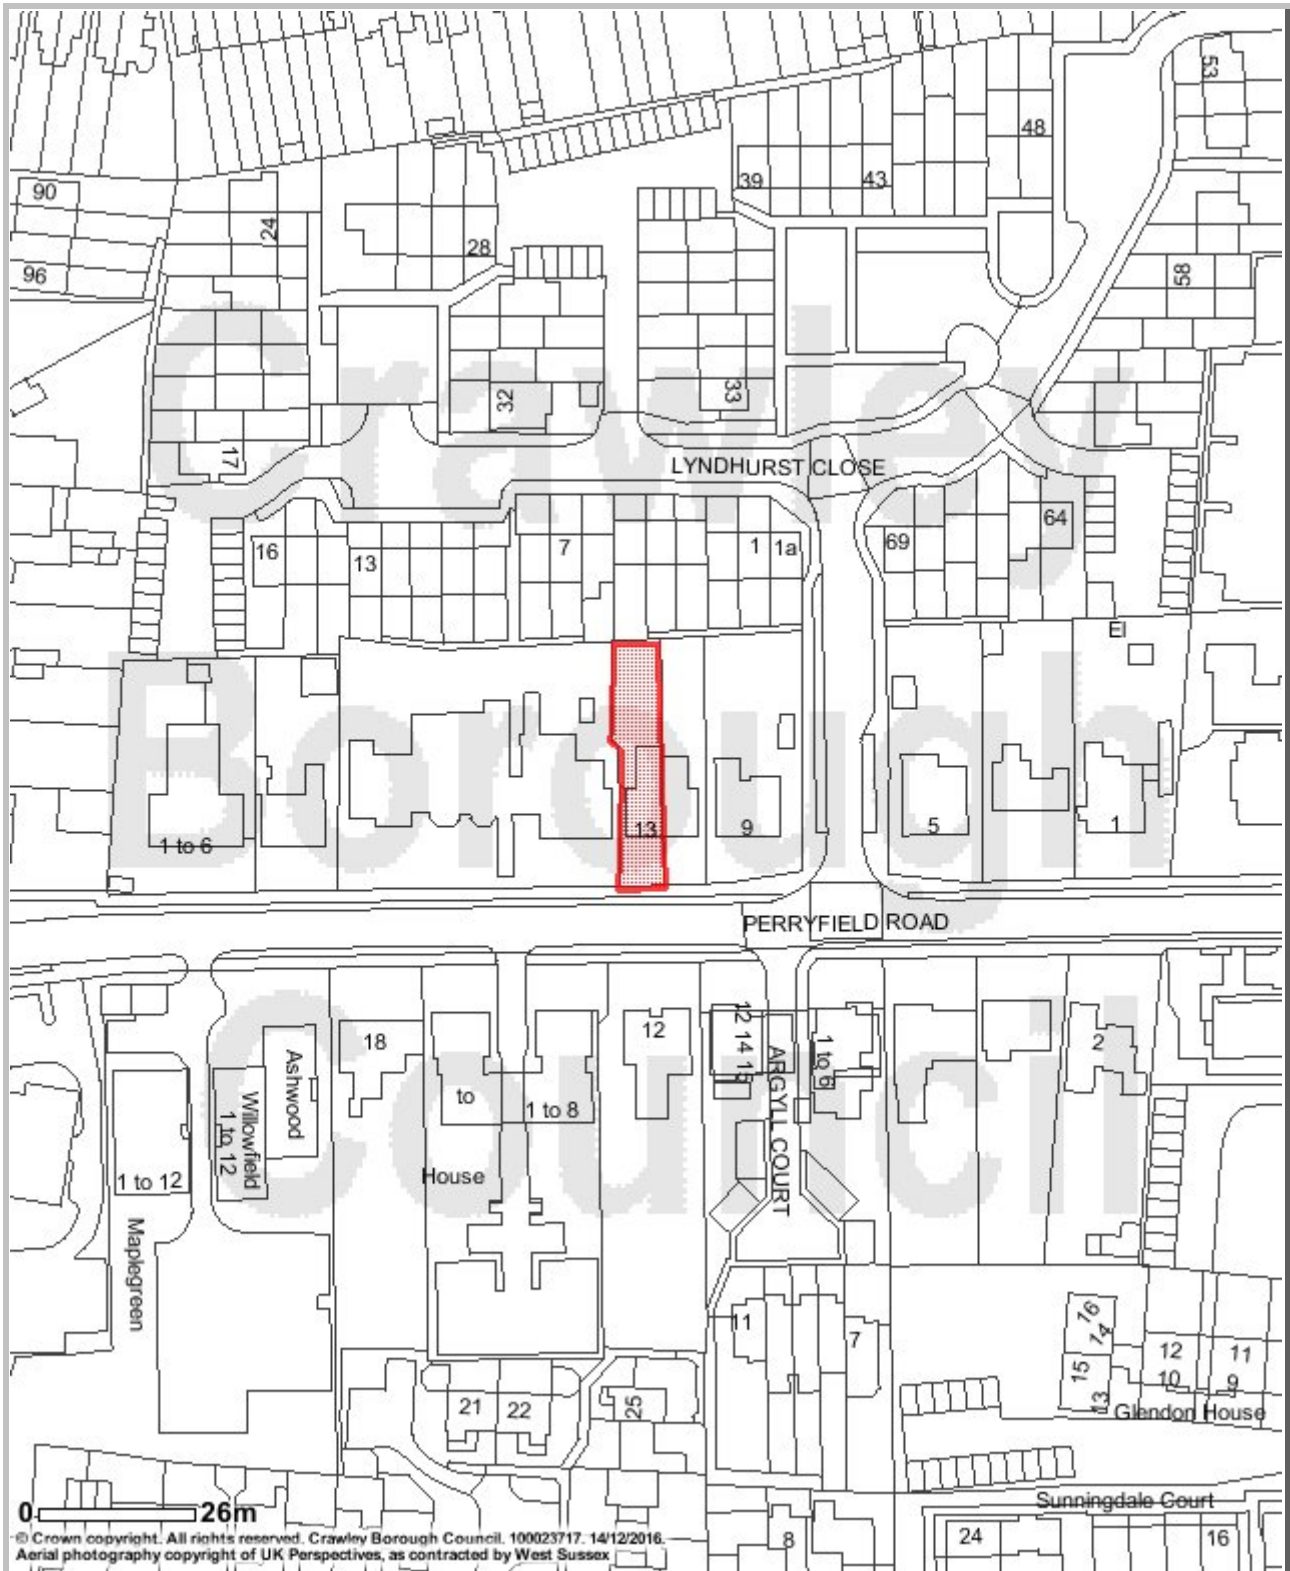 53
48
39
43
90
24
28
96
58
Crawley
33
32
17
LYNDHURST CLOSE
64
16
13
7
1
1a
69
El
Borough
1 to 6
13
9
5
1
PERRYFIELD ROAD
Council
12
18
12 14 15
ARGYLL COURT
1 to 6
2
Ashwood
Willowfield
1 to 12
to
1 to 8
House
1 to 12
Maplegreen
11
7
16
14
15
13
12
10
11
9
Glendon House
21
22
25
Sunningdale Court
24
16
8
0 26m
© Crown copyright. All rights reserved. Crawley Borough Council. 100023717. 14/12/2016.
Aerial photography copyright of UK Perspectives, as contracted by West Sussex